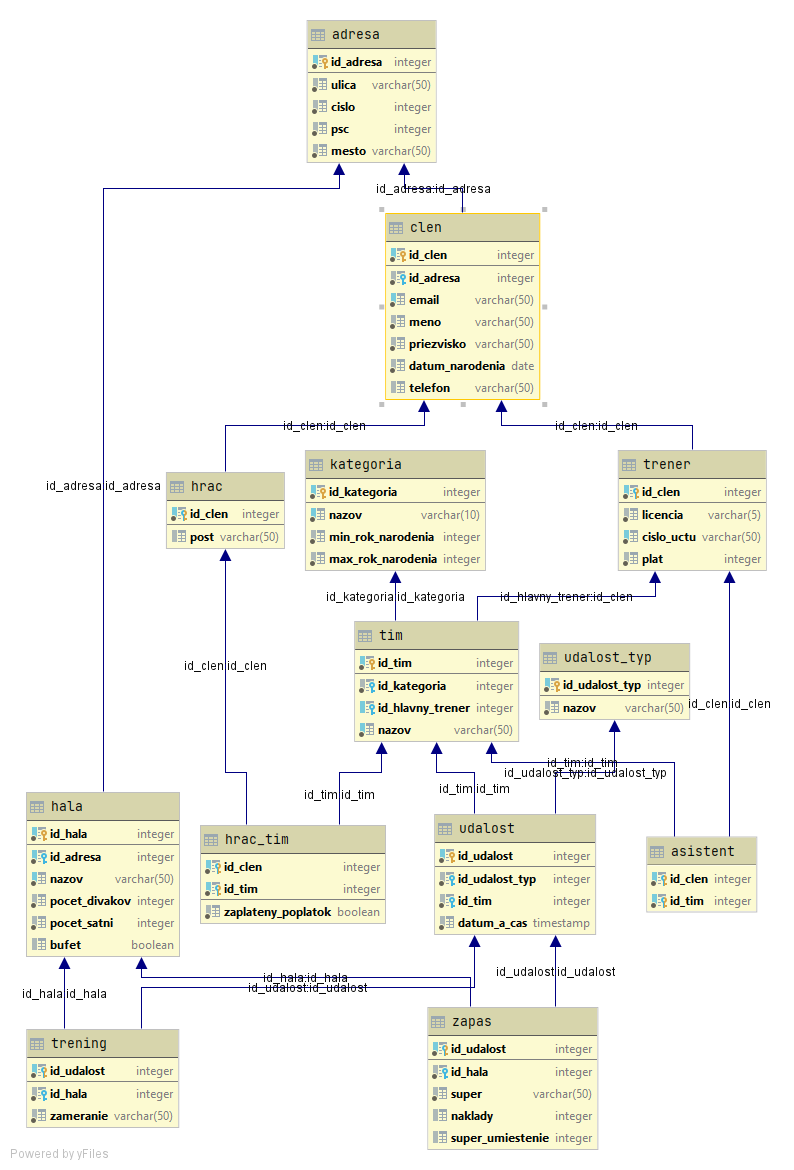 adresa
id_adresa integer
ulica varchar(50)
cislo integer
psc integer
mesto varchar(50)
id_adresa:id_adresa
clen
id_clen integer
id_adresa integer
email varchar(50)
meno varchar(50)
priezvisko varchar(50)
datum_narodenia date
telefon varchar(50)
id_clen:id_clen
id_clen:id_clen
id_adresa:id_adresa
hrac
id_clen integer
post varchar(50)
kategoria
id_kategoria integer
nazov varchar(10)
min_rok_narodenia integer
max_rok_narodenia integer
trener
id_clen integer
licencia varchar(5)
cislo_uctu varchar(50)
plat integer
id_kategoria:id_kategoria
id_hlavny_trener:id_clen
tim
id_tim integer
id_kategoria integer
id_hlavny_trener integer
nazov varchar(50)
udalost_typ
id_udalost_typ integer
nazov varchar(50)
id_clen:id_clen
id_clen:id_clen
id_tim:id_tim
id_udalost_typ:id_udalost_typ
id_tim:id_tim
id_tim:id_tim
hala
id_hala integer
id_adresa integer
nazov varchar(50)
pocet_divakov integer
pocet_satni integer
bufet boolean
hrac_tim
id_clen integer
id_tim integer
zaplateny_poplatok boolean
udalost
id_udalost integer
id_udalost_typ integer
id_tim integer
datum_a_cas timestamp
asistent
id_clen integer
id_tim integer
id_hala:id_hala
id_hala:id_hala
id_udalost:id_udalost
id_udalost:id_udalost
trening
id_udalost integer
id_hala integer
zameranie varchar(50)
zapas
id_udalost integer
id_hala integer
super varchar(50)
naklady integer
super_umiestenie integer
Powered by yFiles